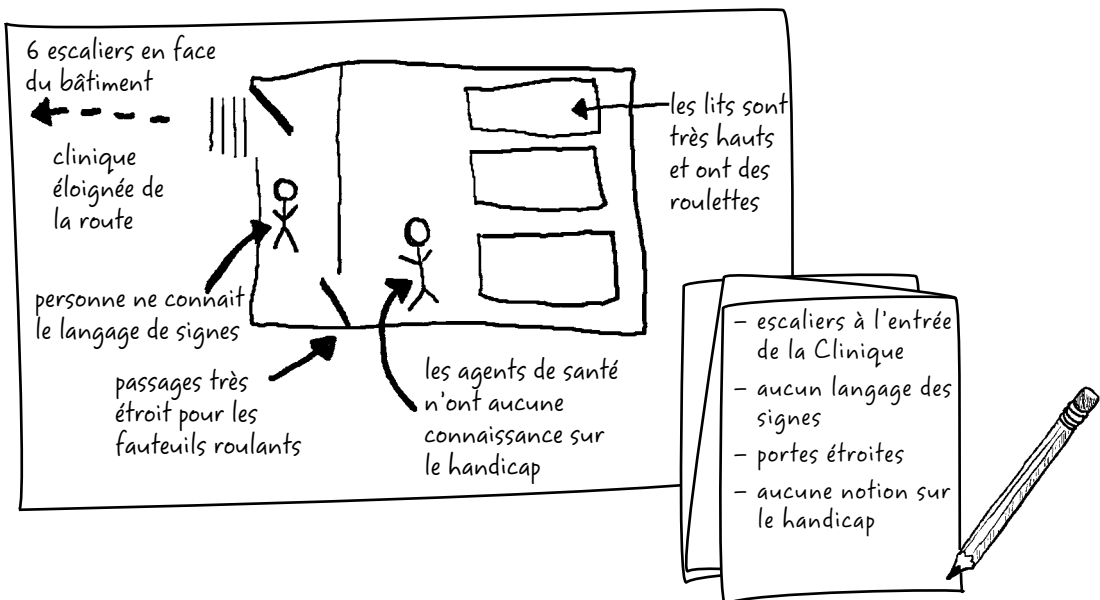 6 escaliers en face
du bâtiment
clinique
éloignée de
la route
les lits sont
très hauts
et ont des
roulettes
personne ne connait
le langage de signes
passages très
étroit pour les
fauteuils roulants
les agents de santé
n'ont aucune
connaissance sur
le handicap
– escaliers à l'entrée
de la Clinique
– aucun langage des
signes
– portes étroites
– aucune notion sur
le handicap